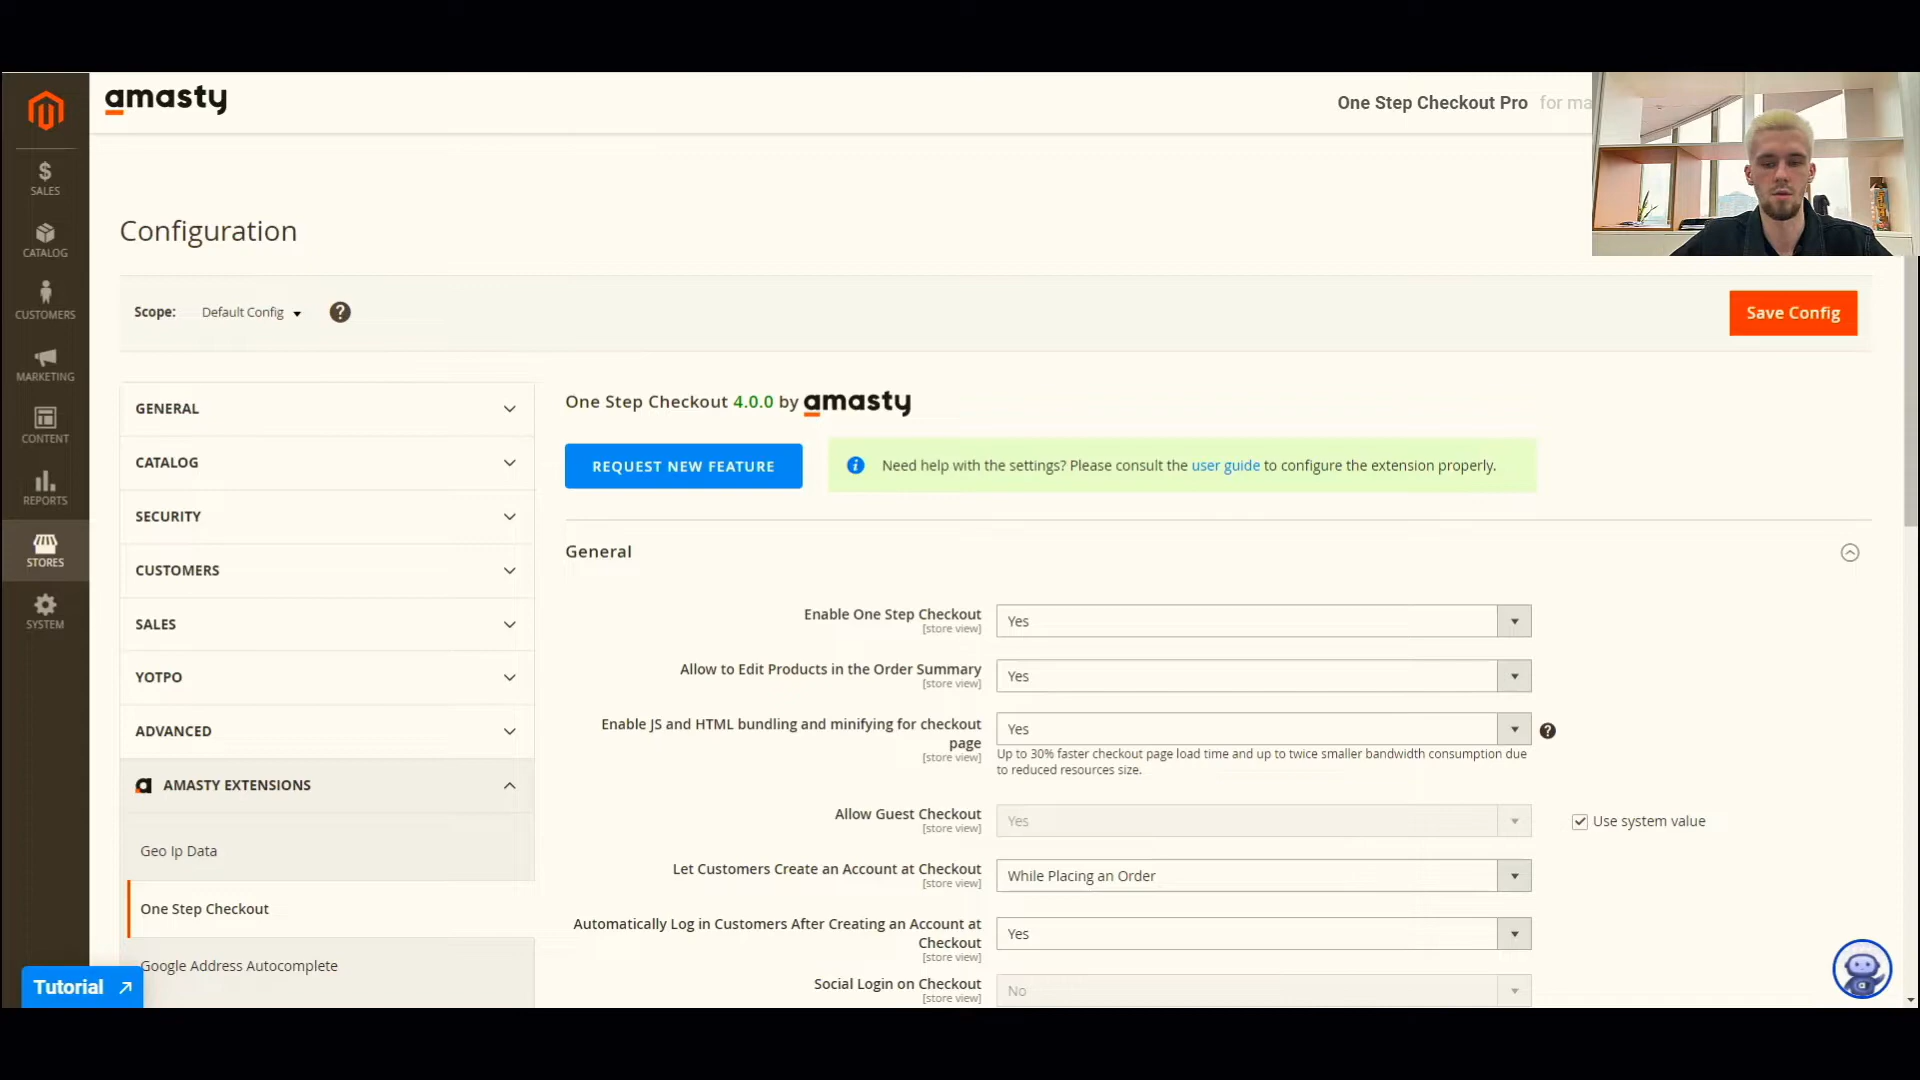 amasty
One Step Checkout Pro for ma
SALES
CATALOG
CUSTOMERS
MARKETING
CONTENT
REPORTS
STORES
SYSTEM
Configuration
Scope: Default Config ?
Save Config
GENERAL
CATALOG
SECURITY
CUSTOMERS
SALES
YOTPO
ADVANCED
a AMASTY EXTENSIONS
Geo Ip Data
One Step Checkout
Google Address Autocomplete
Tutorial
One Step Checkout 4.0.0 by amasty
REQUEST NEW FEATURE
Need help with the settings? Please consult the user guide to configure the extension properly.
General
Enable One Step Checkout
[store view]
Yes
Allow to Edit Products in the Order Summary
[store view]
Yes
Enable JS and HTML bundling and minifying for checkout
page
[store view]
Yes
?
Up to 30% faster checkout page load time and up to twice smaller bandwidth consumption due
to reduced resources size.
Allow Guest Checkout
[store view]
Yes
Use system value
Let Customers Create an Account at Checkout
[store view]
While Placing an Order
Automatically Log in Customers After Creating an Account at
Checkout
[store view]
Yes
Social Login on Checkout
[store view]
No